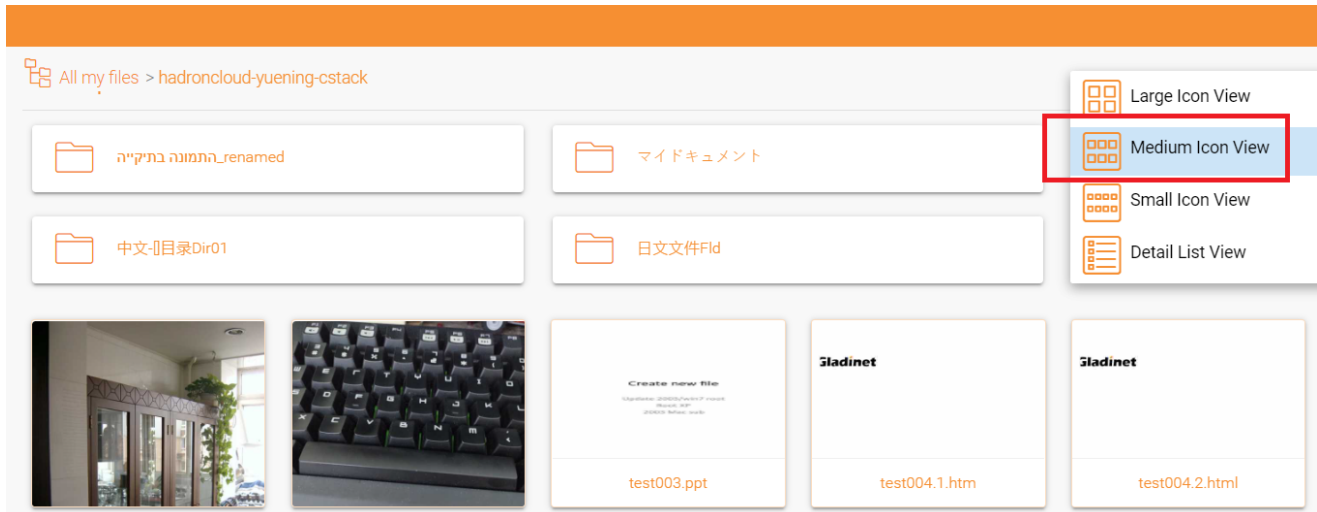 All my files > hadroncloud-yuening-cstack
Large Icon View
Medium Icon View
Small Icon View
Detail List View
התמונה בתיקייה_renamed
マイドキュメント
中文-[]目录Dir01
日文文件Fld
Create new file
Gladinet
Gladinet
test003.ppt
test004.1.htm
test004.2.html